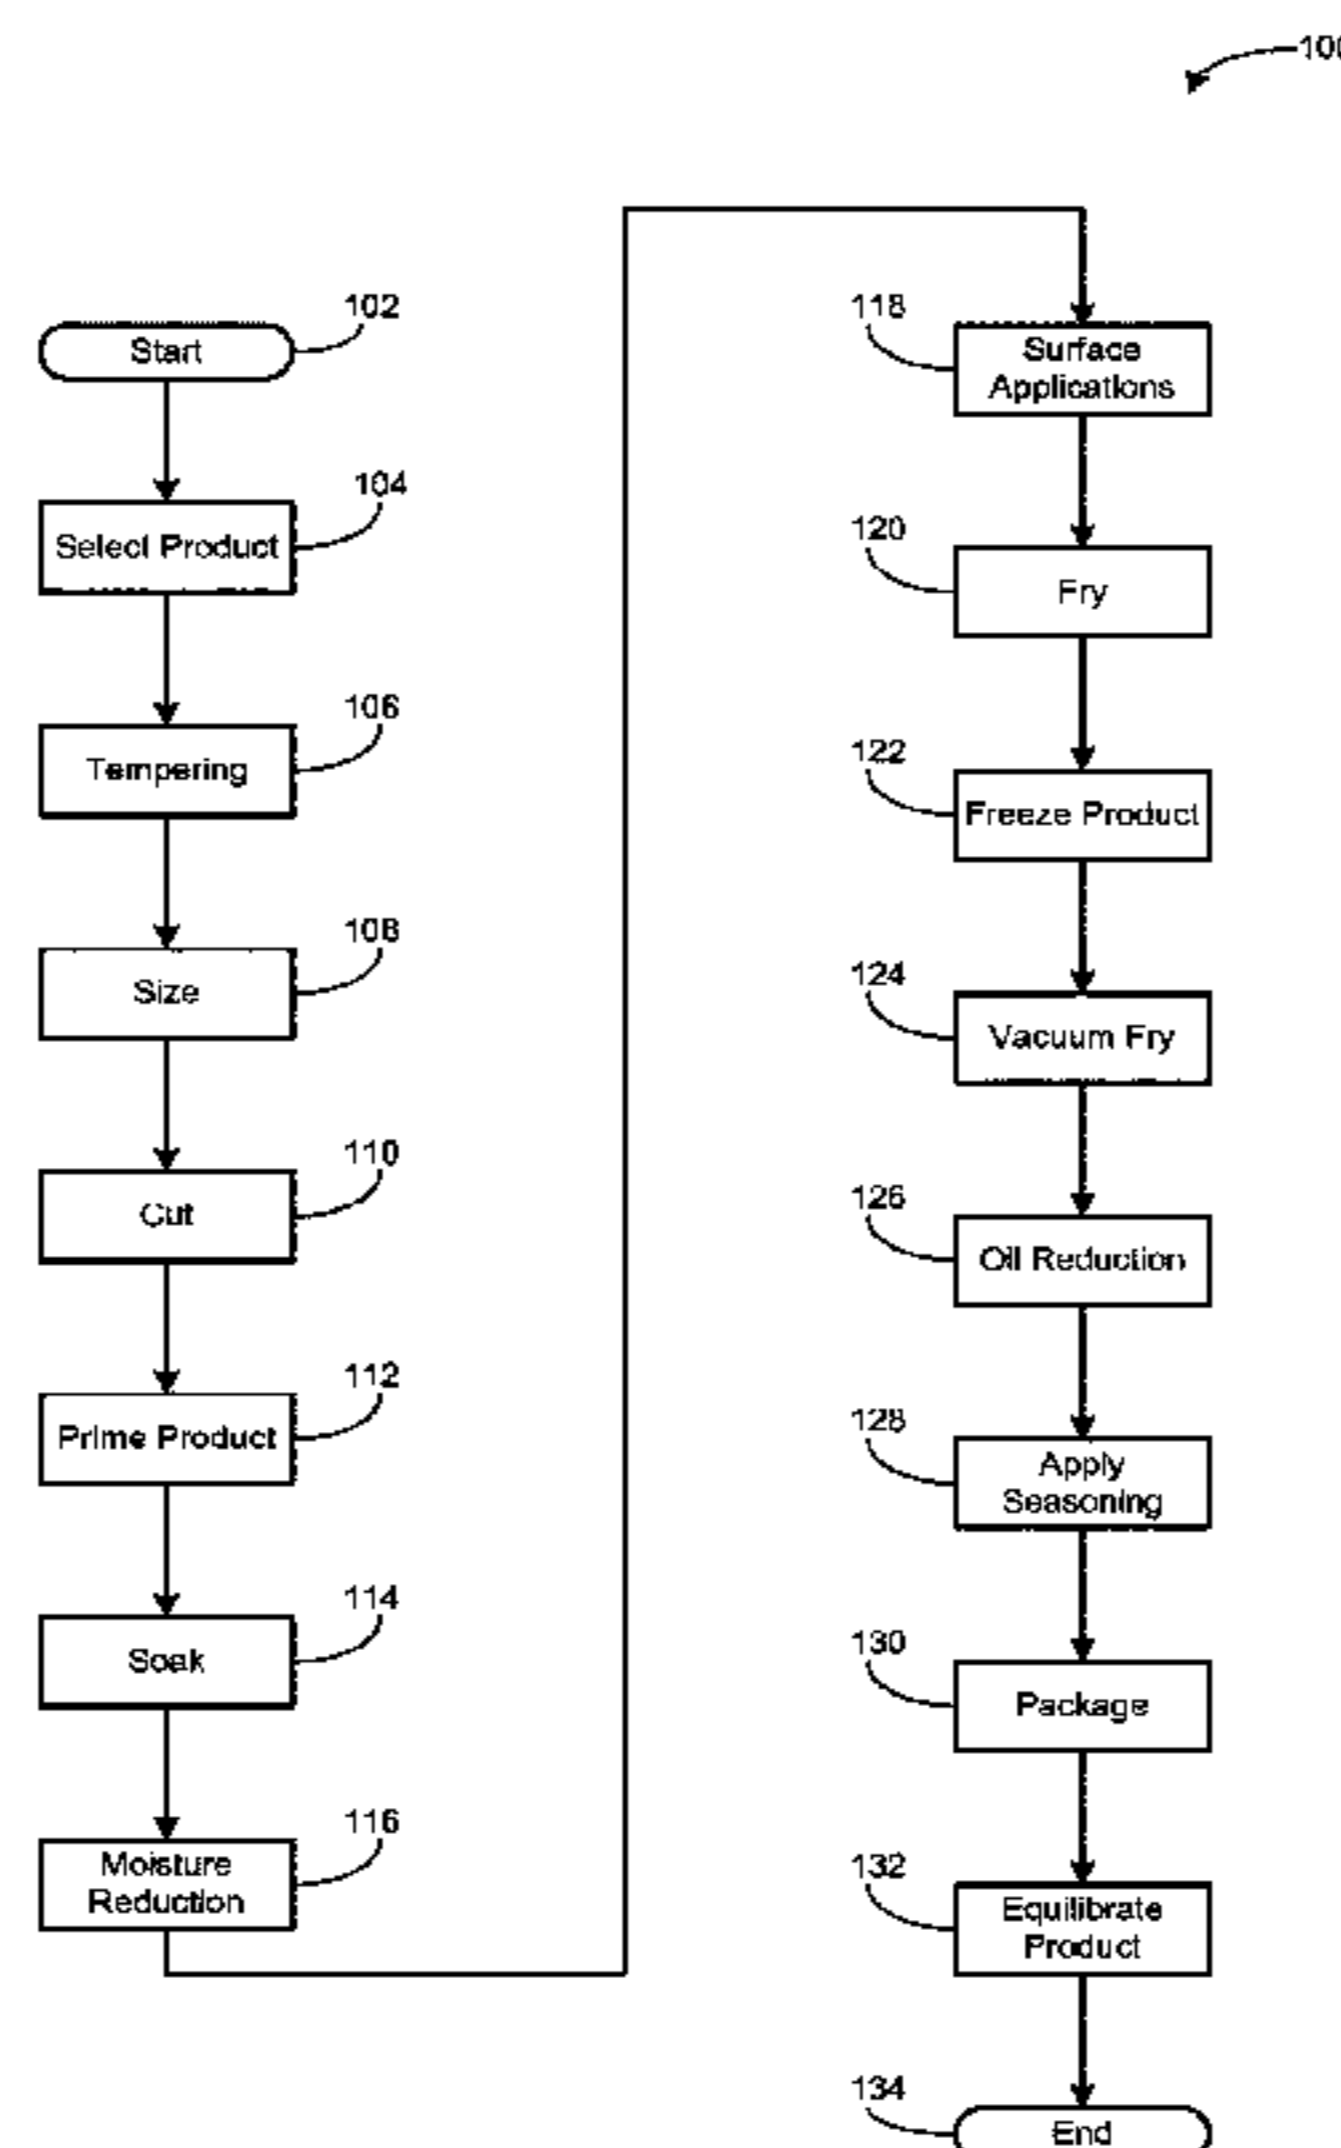 100
102
Start
104
Select Product
106
Tempering
108
Size
110
Cut
112
Prime Product
114
Soak
116
Moisture
Reduction
118
Surface
Applications
120
Fry
122
Freeze Product
124
Vacuum Fry
126
Oil Reduction
128
Apply
Seasoning
130
Package
132
Equilibrate
Product
134
End